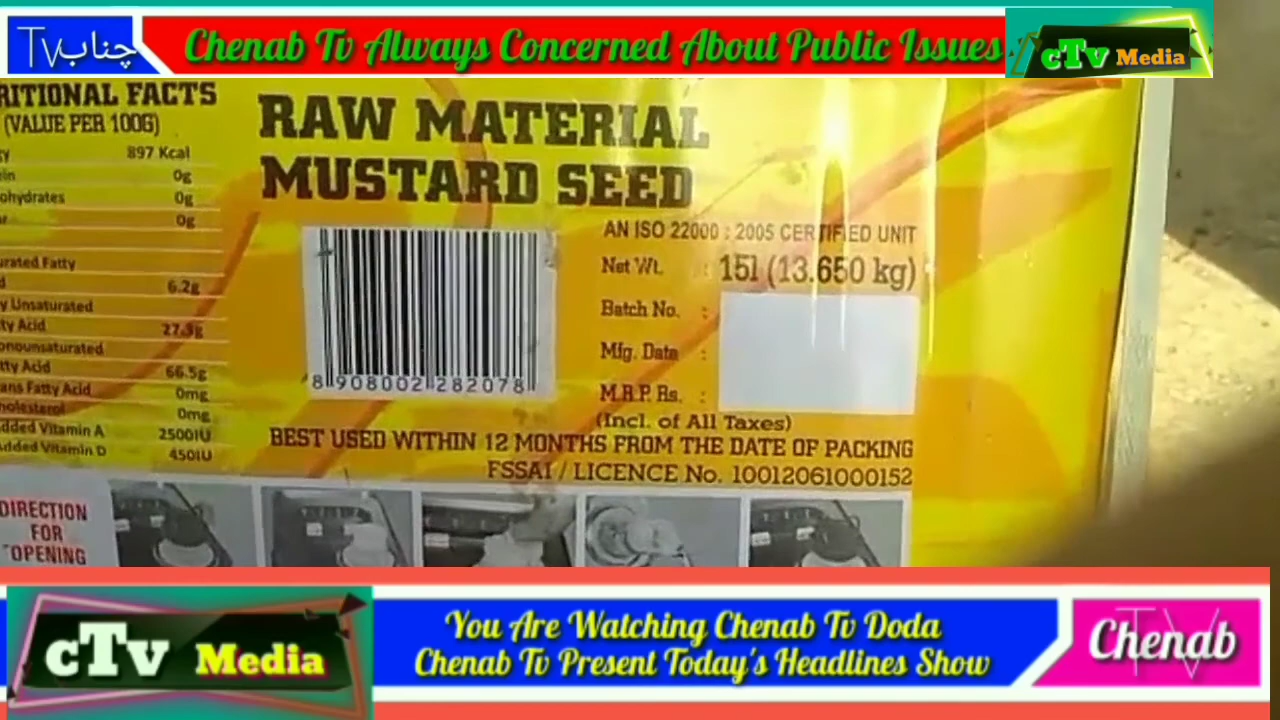 Tv چناب
Chenab Tv Always Concerned About Public Issues
cTv Media
RITIONAL FACTS
(VALUE PER 100G)
897 Kcal
0g
ohydrates 0g
0g
urated Fatty
6.2g
y Unsaturated
ty Acid 27.3g
onounsaturated
tty Acid 66.5g
ans Fatty Acid 0mg
holesterol 0mg
dded Vitamin A 2500IU
dded Vitamin D 450IU
RAW MATERIAL
MUSTARD SEED
8 908002 282078
AN ISO 22000 : 2005 CERTIFIED UNIT
Net Wt. : 15l (13.650 kg)
Batch No. :
Mfg. Date :
M.R.P. Rs. :
(Incl. of All Taxes)
BEST USED WITHIN 12 MONTHS FROM THE DATE OF PACKING
FSSAI / LICENCE No. 10012061000152
DIRECTION
FOR
OPENING
cTv Media
You Are Watching Chenab Tv Doda
Chenab Tv Present Today's Headlines Show
Chenab
TV